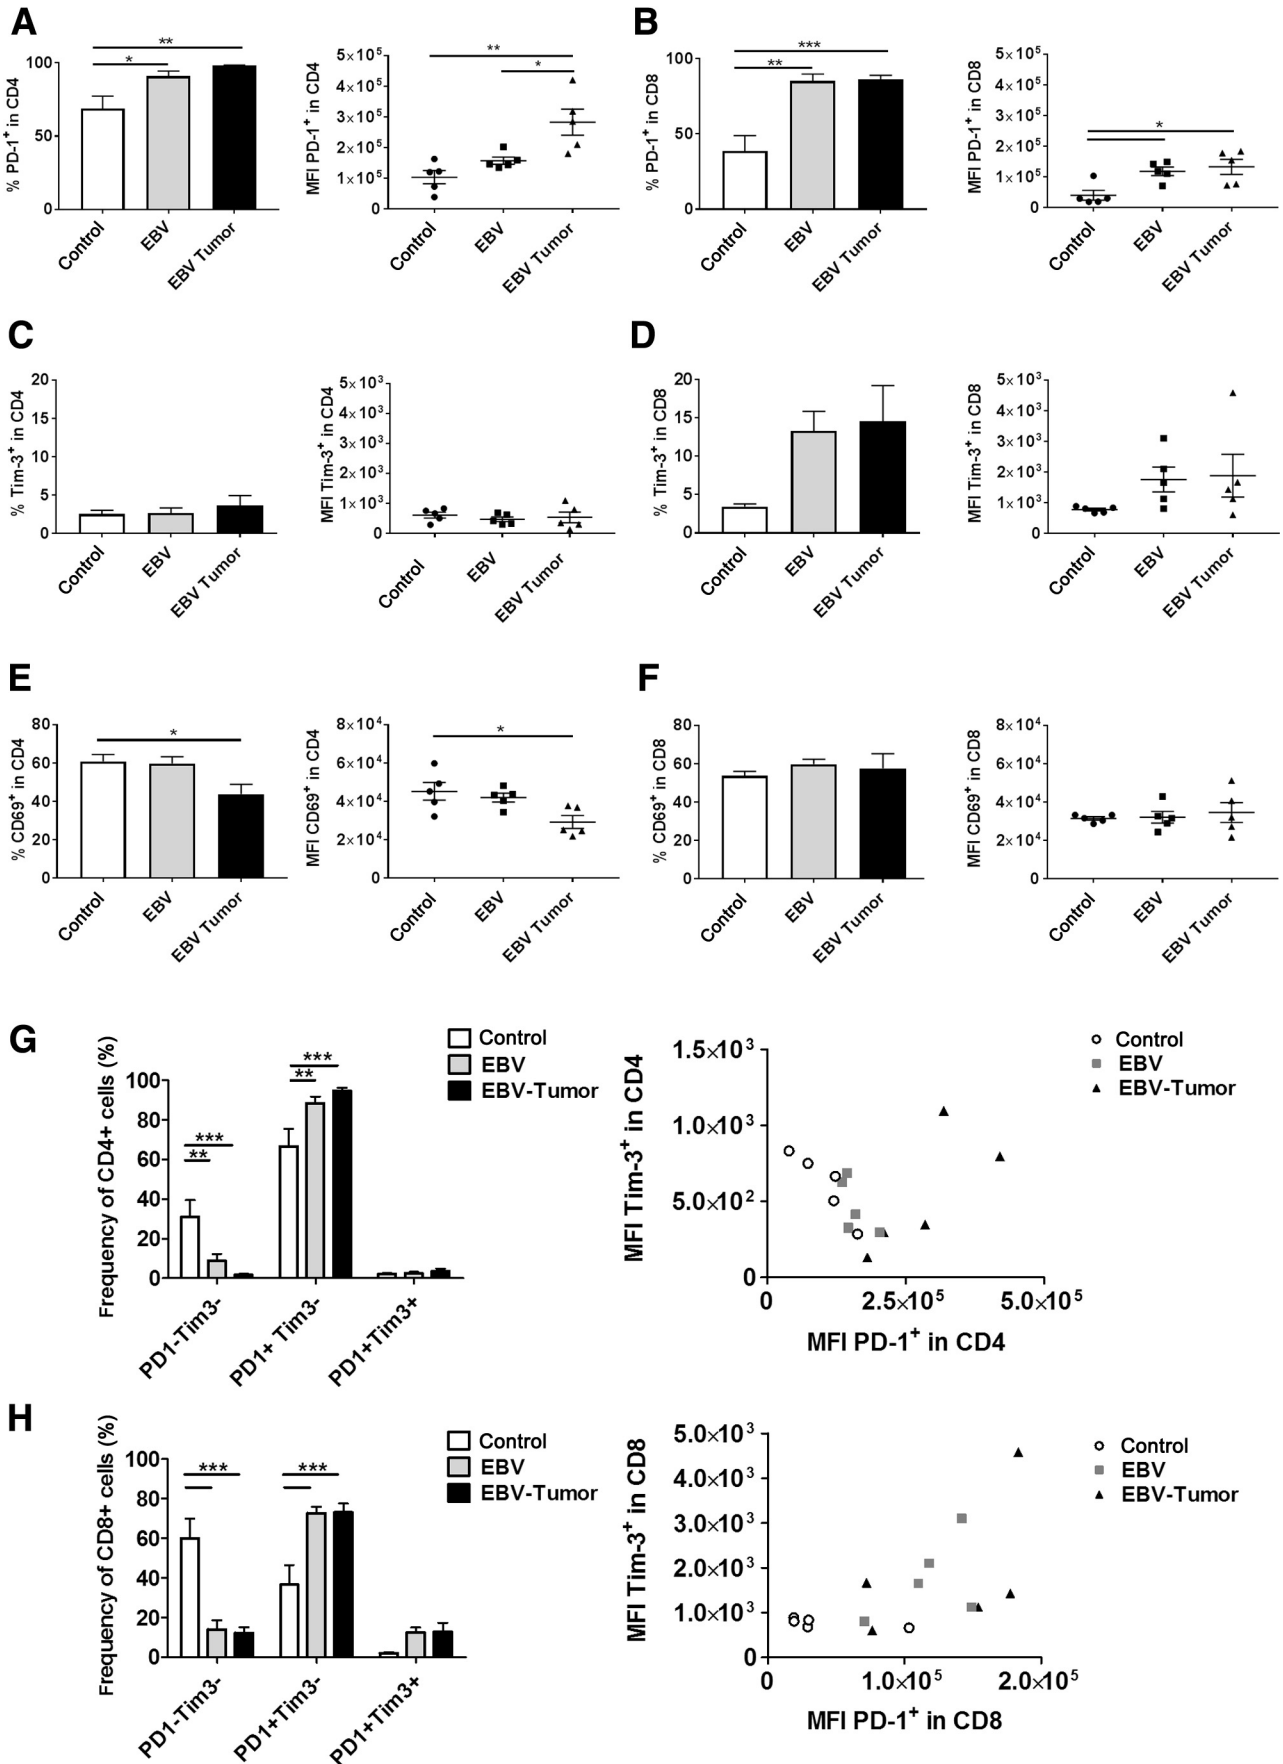 A
% PD-1+ in CD4
100
50
0
*
**
Control
EBV
EBV Tumor
MFI PD-1+ in CD4
5×10^5
4×10^5
3×10^5
2×10^5
1×10^5
0
**
*
Control
EBV
EBV Tumor
B
% PD-1+ in CD8
100
50
0
***
**
Control
EBV
EBV Tumor
MFI PD-1+ in CD8
5×10^5
4×10^5
3×10^5
2×10^5
1×10^5
0
*
Control
EBV
EBV Tumor
C
% Tim-3+ in CD4
20
15
10
5
0
Control
EBV
EBV Tumor
MFI Tim-3+ in CD4
5×10^3
4×10^3
3×10^3
2×10^3
1×10^3
0
Control
EBV
EBV Tumor
D
% Tim-3+ in CD8
20
15
10
5
0
Control
EBV
EBV Tumor
MFI Tim-3+ in CD8
5×10^3
4×10^3
3×10^3
2×10^3
1×10^3
0
Control
EBV
EBV Tumor
E
% CD69+ in CD4
80
60
40
20
0
*
Control
EBV
EBV Tumor
MFI CD69+ in CD4
8×10^4
6×10^4
4×10^4
2×10^4
0
*
Control
EBV
EBV Tumor
F
% CD69+ in CD8
80
60
40
20
0
Control
EBV
EBV Tumor
MFI CD69+ in CD8
8×10^4
6×10^4
4×10^4
2×10^4
0
Control
EBV
EBV Tumor
G
Frequency of CD4+ cells (%)
100
80
60
40
20
0
***
**
***
**
PD1-Tim3-
PD1+ Tim3-
PD1+Tim3+
Control
EBV
EBV-Tumor
MFI Tim-3+ in CD4
1.5×10^3
1.0×10^3
5.0×10^2
0
0
2.5×10^5
5.0×10^5
MFI PD-1+ in CD4
Control
EBV
EBV-Tumor
H
Frequency of CD8+ cells (%)
100
80
60
40
20
0
***
***
PD1-Tim3-
PD1+Tim3-
PD1+Tim3+
Control
EBV
EBV-Tumor
MFI Tim-3+ in CD8
5.0×10^3
4.0×10^3
3.0×10^3
2.0×10^3
1.0×10^3
0
0
1.0×10^5
2.0×10^5
MFI PD-1+ in CD8
Control
EBV
EBV-Tumor